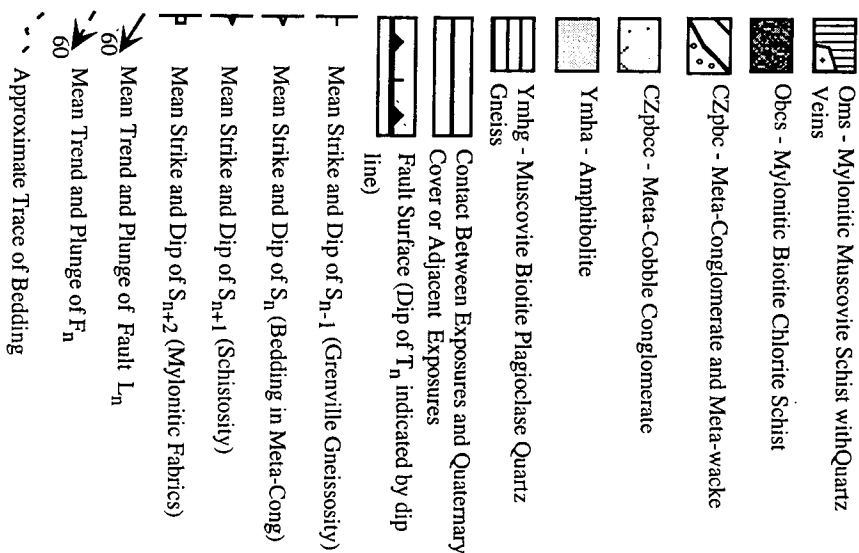 Oms - Mylonitic Muscovite Schist withQuartz
Veins
Obcs - Mylonitic Biotite Chlorite Schist
CZpbc - Meta-Conglomerate and Meta-wacke
CZpbcc - Meta-Cobble Conglomerate
Ymha - Amphibolite
Ymhg - Muscovite Biotite Plagioclase Quartz
Gneiss
Contact Between Exposures and Quaternary
Cover or Adjacent Exposures
Fault Surface (Dip of Tn indicated by dip
line)
Mean Strike and Dip of Sn-1 (Grenville Gneissosity)
Mean Strike and Dip of Sn (Bedding in Meta-Cong)
Mean Strike and Dip of Sn+1 (Schistosity)
Mean Strike and Dip of Sn+2 (Mylonitic Fabrics)
60 Mean Trend and Plunge of Fault Ln
60 Mean Trend and Plunge of Fn
Approximate Trace of Bedding